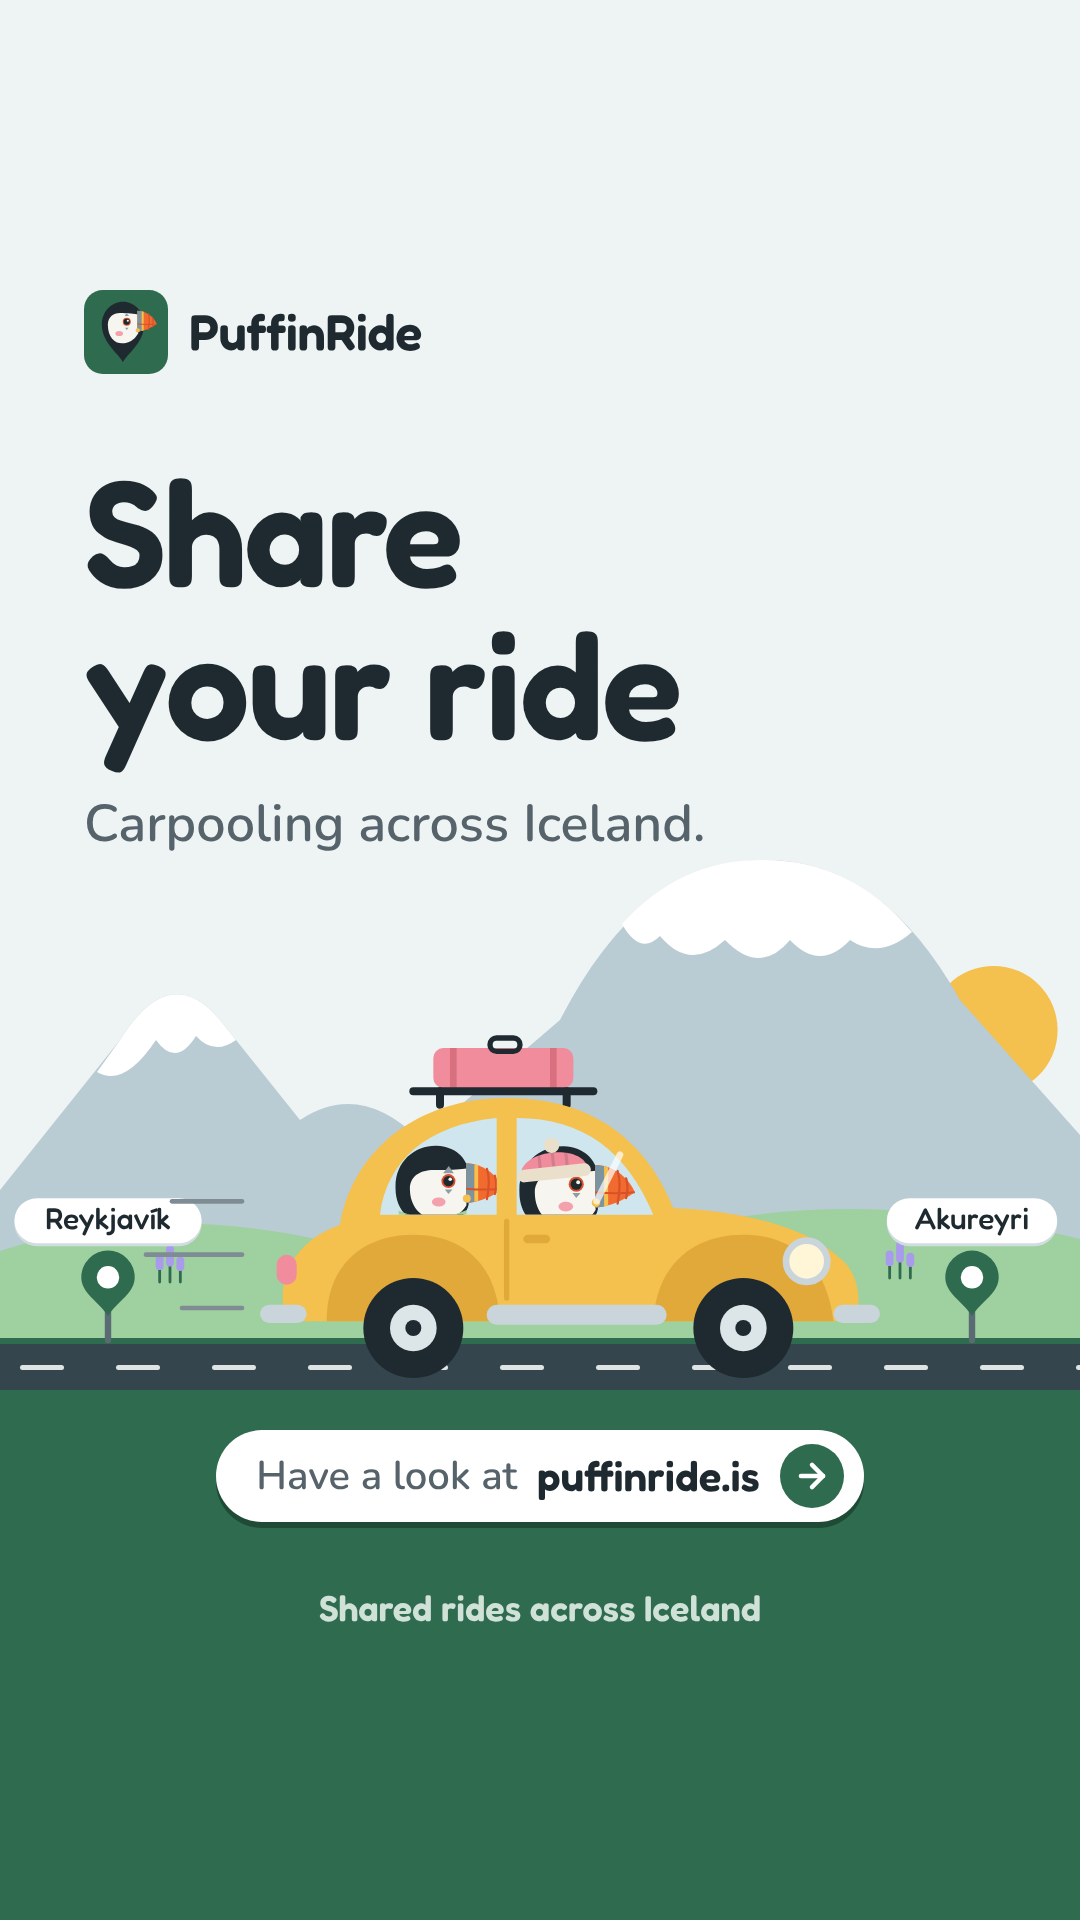 PuffinRide
Share
your ride
Carpooling across Iceland.
Reykjavík
Akureyri
Have a look at puffinride.is
Shared rides across Iceland